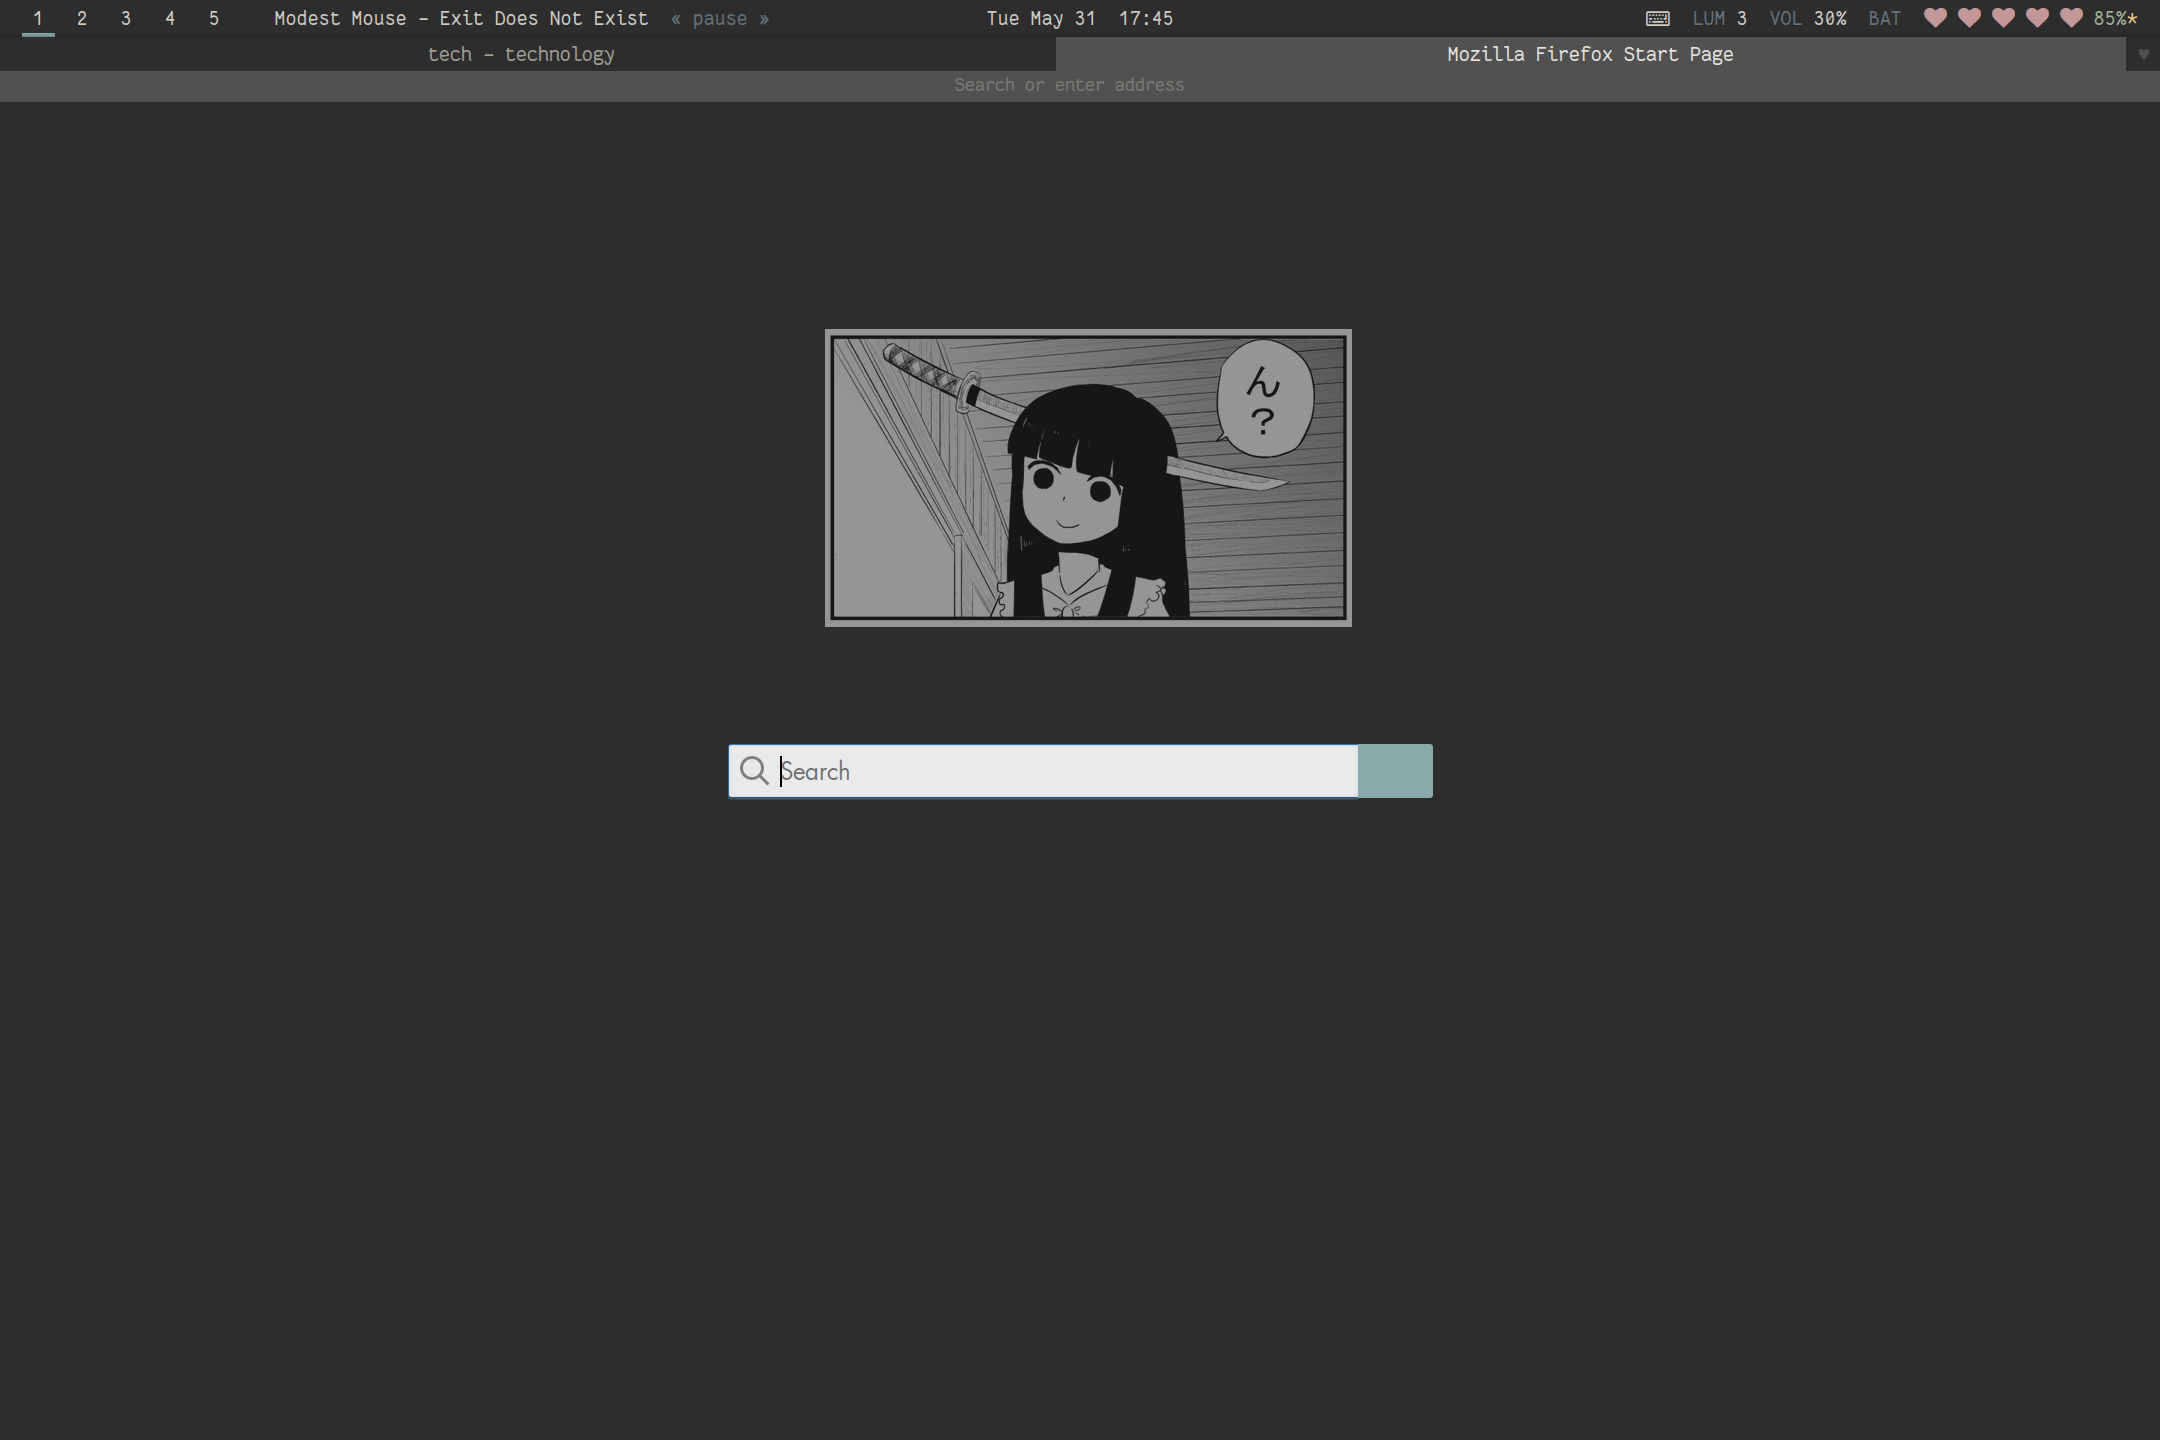 1 2 3 4 5 Modest Mouse - Exit Does Not Exist « pause » Tue May 31 17:45 LUM 3 VOL 30% BAT 85%*
tech - technology Mozilla Firefox Start Page ♥
Search or enter address
ん
?
Search